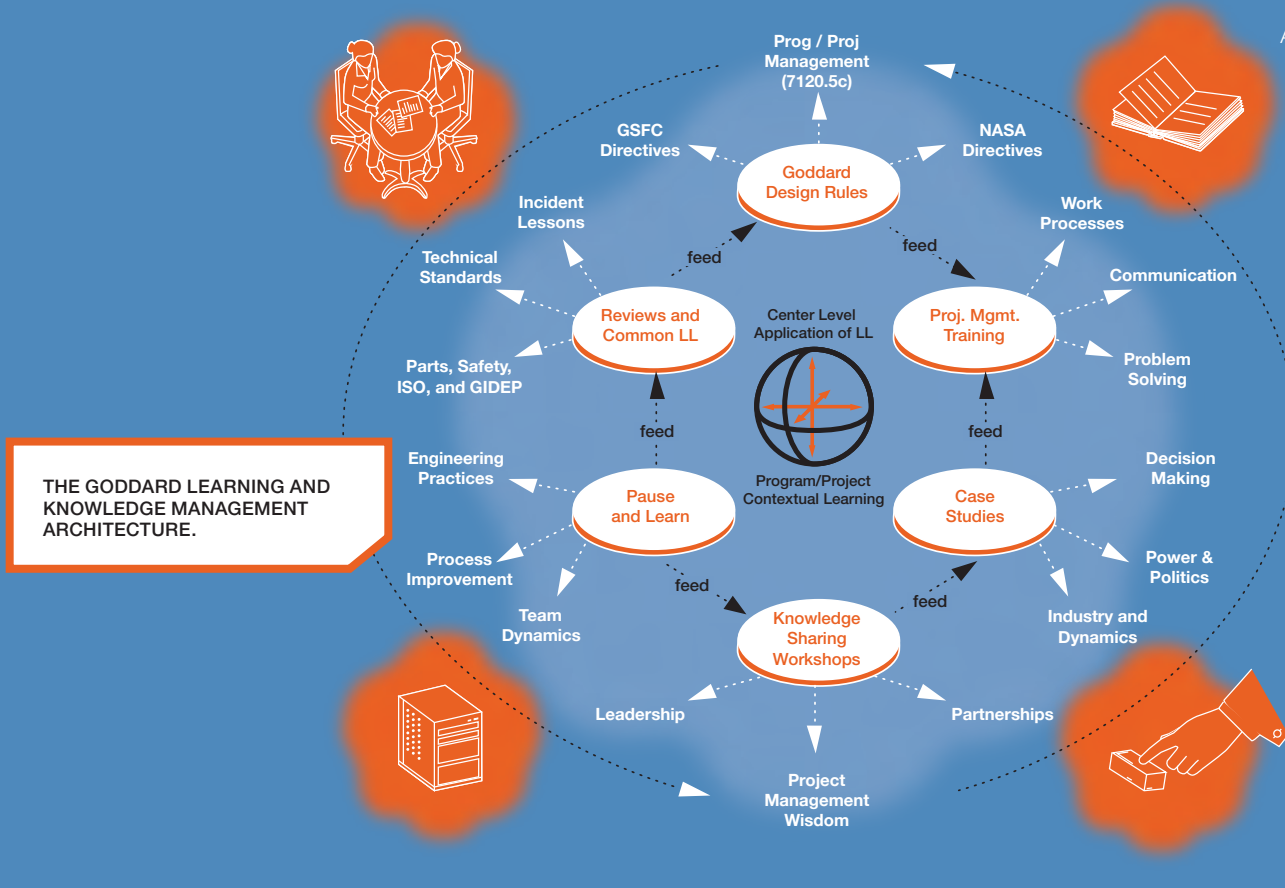 Prog / Proj
Management
(7120.5c)
GSFC
Directives
NASA
Directives
Goddard
Design Rules
Incident
Lessons
Work
Processes
feed
feed
Technical
Standards
Communication
Reviews and
Common LL
Center Level
Application of LL
Proj. Mgmt.
Training
Parts, Safety,
ISO, and GIDEP
Problem
Solving
feed
feed
THE GODDARD LEARNING AND
KNOWLEDGE MANAGEMENT
ARCHITECTURE.
Engineering
Practices
Pause
and Learn
Program/Project
Contextual Learning
Case
Studies
Decision
Making
Process
Improvement
Power &
Politics
feed
feed
Team
Dynamics
Knowledge
Sharing
Workshops
Industry and
Dynamics
Leadership
Partnerships
Project
Management
Wisdom